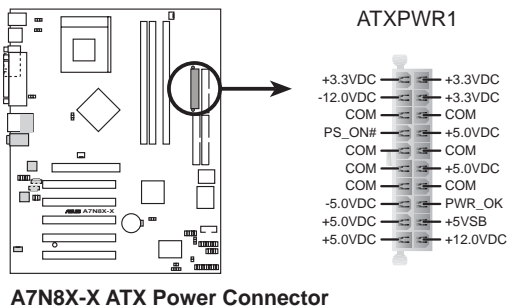 ATXPWR1
+3.3VDC +3.3VDC
-12.0VDC +3.3VDC
COM COM
PS_ON# +5.0VDC
COM COM
COM +5.0VDC
COM COM
-5.0VDC PWR_OK
+5.0VDC +5VSB
+5.0VDC +12.0VDC
ASUS A7N8X-X
A7N8X-X ATX Power Connector